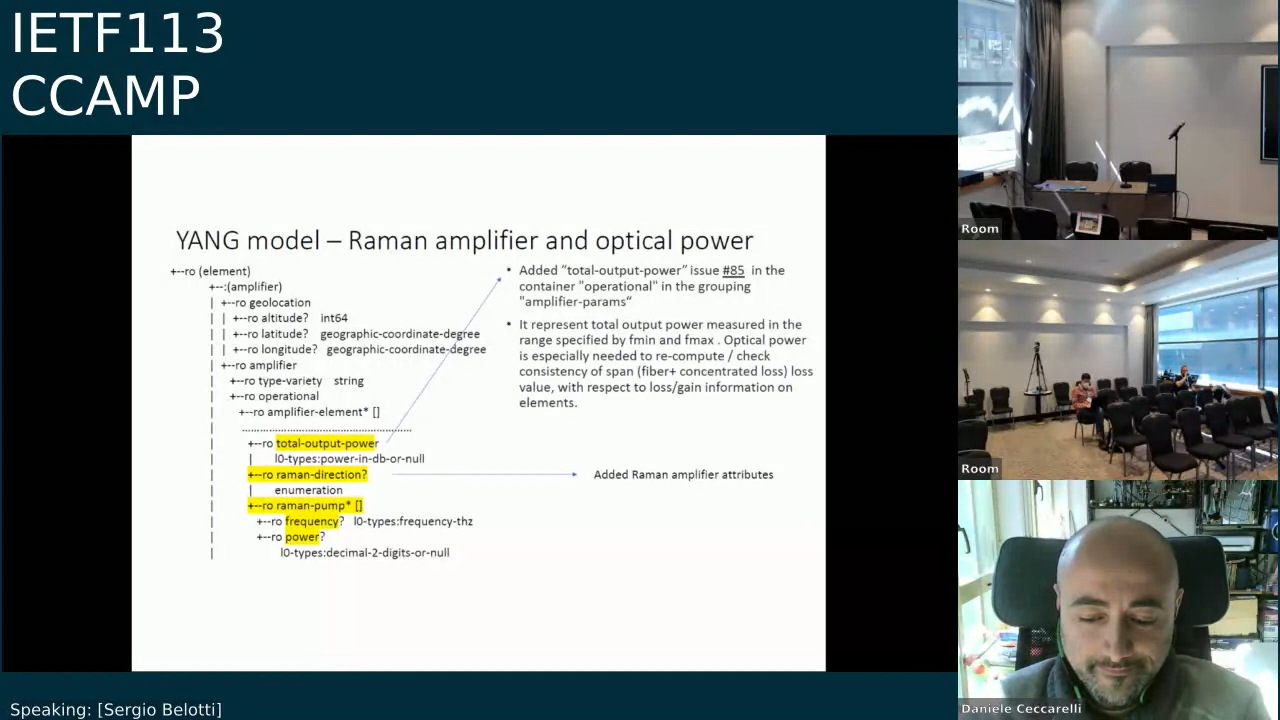 IETF113
CCAMP
YANG model – Raman amplifier and optical power
+--ro (element)
+--:(amplifier)
| +--ro geolocation
| | +--ro altitude? int64
| | +--ro latitude? geographic-coordinate-degree
| | +--ro longitude? geographic-coordinate-degree
| +--ro amplifier
| +--ro type-variety string
| +--ro operational
| +--ro amplifier-element* []
| ................................................
| +--ro total-output-power
| | l0-types:power-in-db-or-null
| +--ro raman-direction?
| | enumeration
| +--ro raman-pump* []
| +--ro frequency? l0-types:frequency-thz
| +--ro power?
| l0-types:decimal-2-digits-or-null
• Added “total-output-power” issue #85 in the
container "operational" in the grouping
"amplifier-params“
• It represent total output power measured in the
range specified by fmin and fmax . Optical power
is especially needed to re-compute / check
consistency of span (fiber+ concentrated loss) loss
value, with respect to loss/gain information on
elements.
Added Raman amplifier attributes
Room
Room
Daniele Ceccarelli
Speaking: [Sergio Belotti]